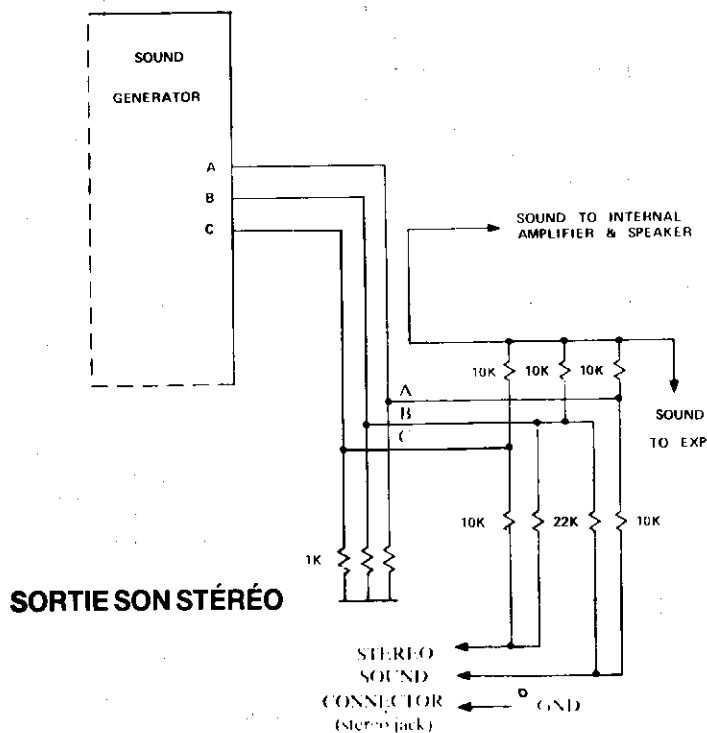 SOUND
GENERATOR
A
B
C
SOUND TO INTERNAL
AMPLIFIER & SPEAKER
10K 10K 10K
A
B
C
SOUND
TO EXP
10K 22K 10K
1K
SORTIE SON STÉRÉO
STEREO
SOUND
CONNECTOR GND
(stereo jack)